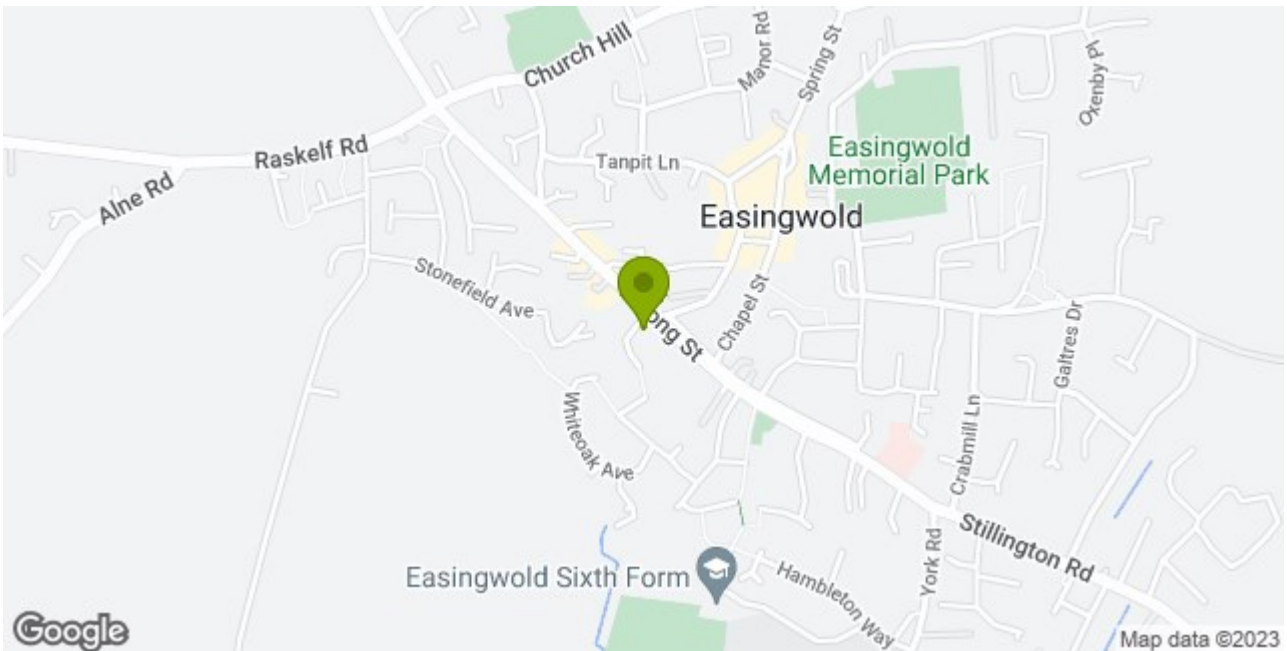 Church Hill
Manor Rd
Spring St
Oxenby Pl
Raskelf Rd
Tanpit Ln
Easingwold
Memorial Park
Alne Rd
Easingwold
Stonefield Ave
ong St
Chapel St
Galtres Dr
Whiteoak Ave
Crabmill Ln
Stillington Rd
York Rd
Easingwold Sixth Form
Hambleton Way
Google
Map data ©2023